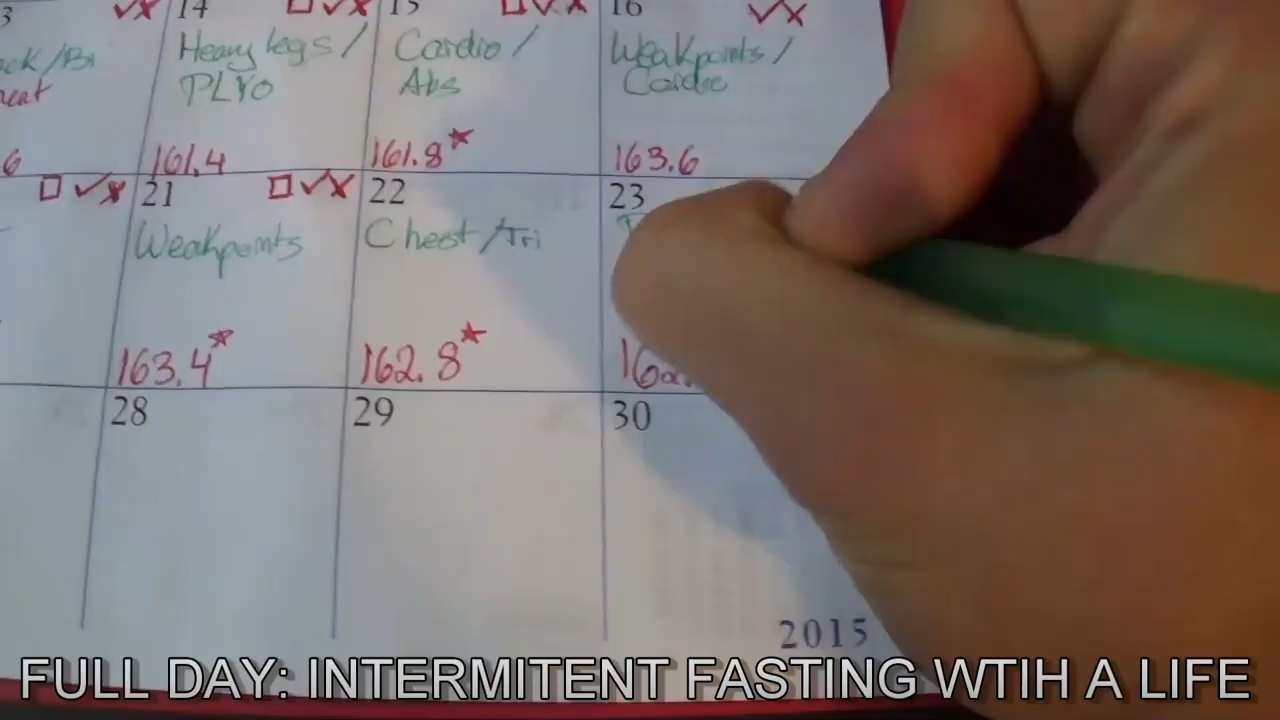 14
15
16
Heavy legs /
PLYO
Cardio /
Abs
Weakpoints /
Cardio
6
161.4
161.8*
163.6
21
22
23
Weakpoints
Chest /Tri
163.4*
162.8*
28
29
30
2015
FULL DAY: INTERMITENT FASTING WTIH A LIFE